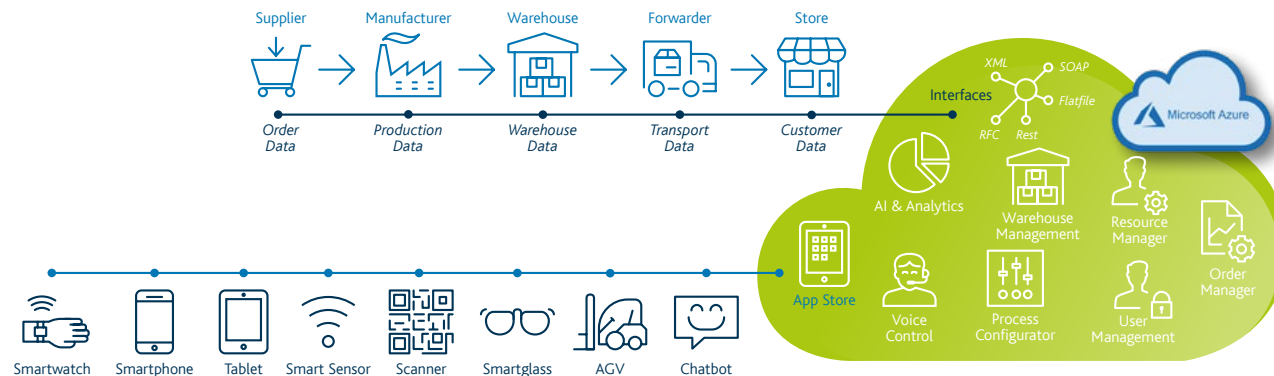 Supplier
Manufacturer
Warehouse
Forwarder
Store
Order
Data
Production
Data
Warehouse
Data
Transport
Data
Customer
Data
Interfaces
XML
SOAP
Flatfile
RFC
Rest
Microsoft Azure
AI & Analytics
Warehouse
Management
Resource
Manager
Order
Manager
App Store
Voice
Control
Process
Configurator
User
Management
Smartwatch
Smartphone
Tablet
Smart Sensor
Scanner
Smartglass
AGV
Chatbot